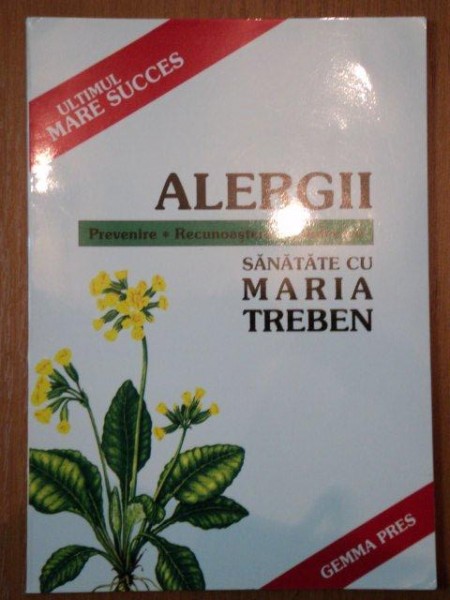 ULTIMUL
MARE SUCCES
ALERGII
Prevenire • Recunoaștere
SĂNĂTATE CU
MARIA
TREBEN
GEMMA PRES